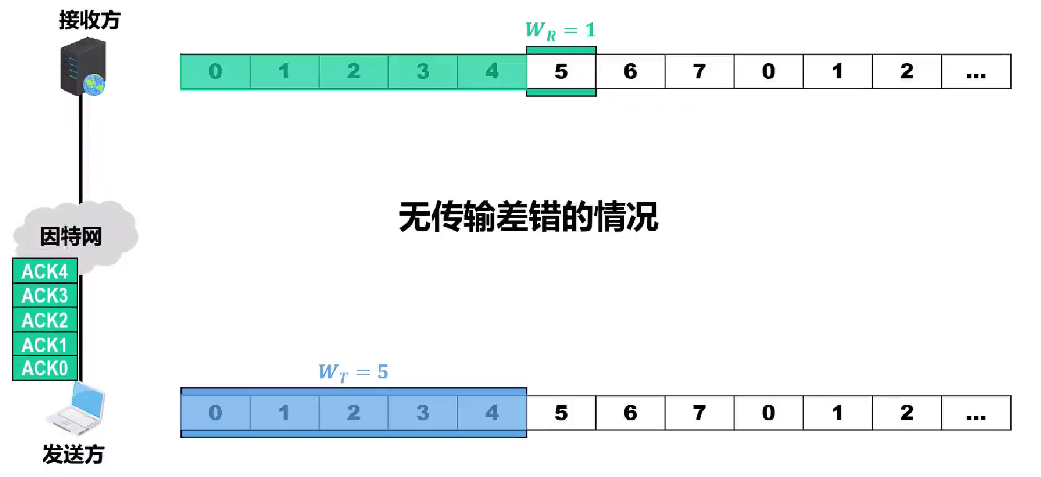 接收方
W_R = 1
0 1 2 3 4 5 6 7 0 1 2 ...
无传输差错的情况
因特网
ACK4
ACK3
ACK2
ACK1
ACK0
W_T = 5
0 1 2 3 4 5 6 7 0 1 2 ...
发送方